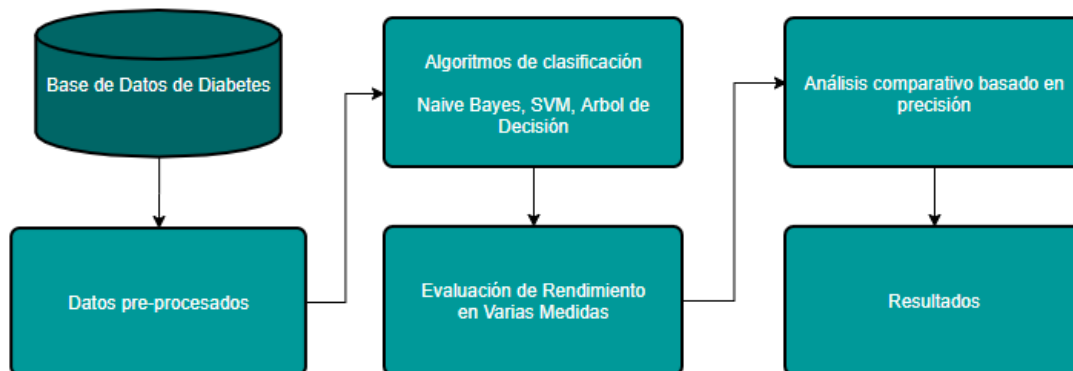 Base de Datos de Diabetes
Datos pre-procesados
Algoritmos de clasificación
Naive Bayes, SVM, Arbol de
Decisión
Evaluación de Rendimiento
en Varias Medidas
Análisis comparativo basado en
precisión
Resultados